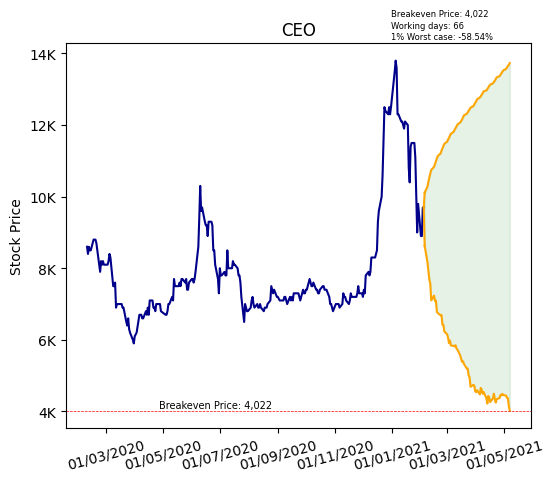 Breakeven Price: 4,022
Working days: 66
1% Worst case: -58.54%
CEO
Stock Price
14K
12K
10K
8K
6K
4K
Breakeven Price: 4,022
01/03/2020
01/05/2020
01/07/2020
01/09/2020
01/11/2020
01/01/2021
01/03/2021
01/05/2021